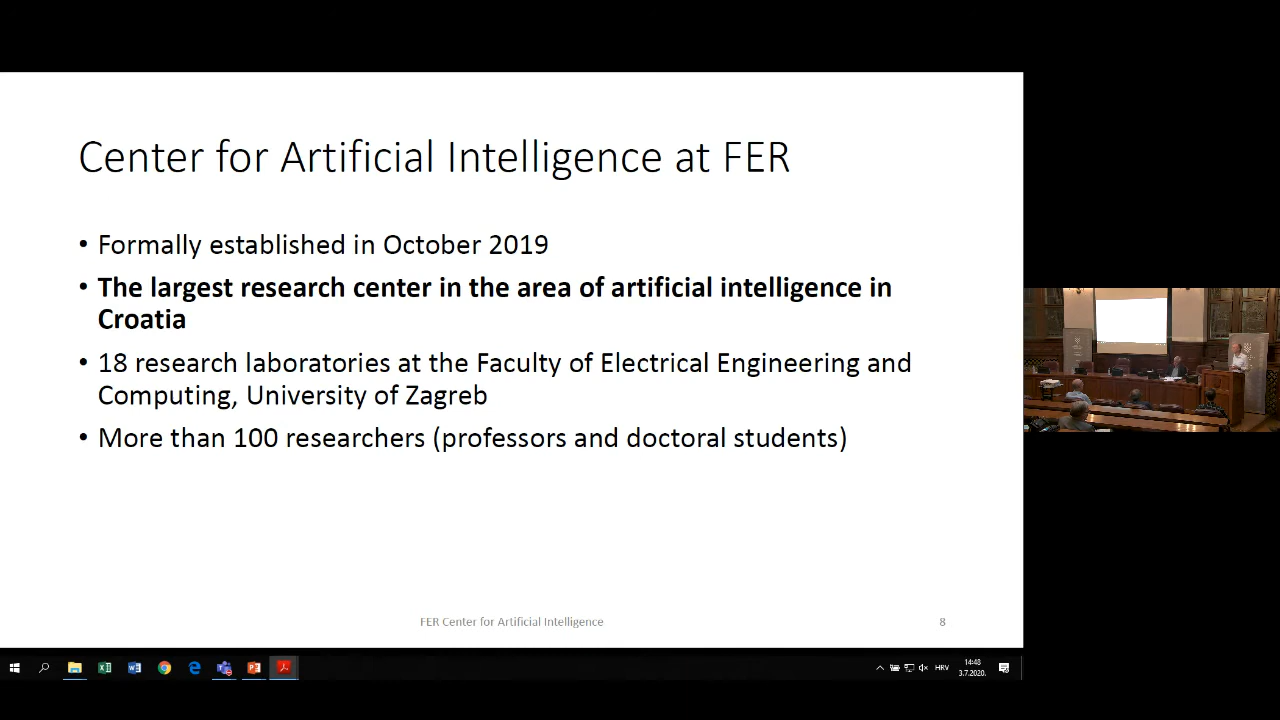 Center for Artificial Intelligence at FER
• Formally established in October 2019
• The largest research center in the area of artificial intelligence in
Croatia
• 18 research laboratories at the Faculty of Electrical Engineering and
Computing, University of Zagreb
• More than 100 researchers (professors and doctoral students)
FER Center for Artificial Intelligence
8
HRV
14:48
3.7.2020.